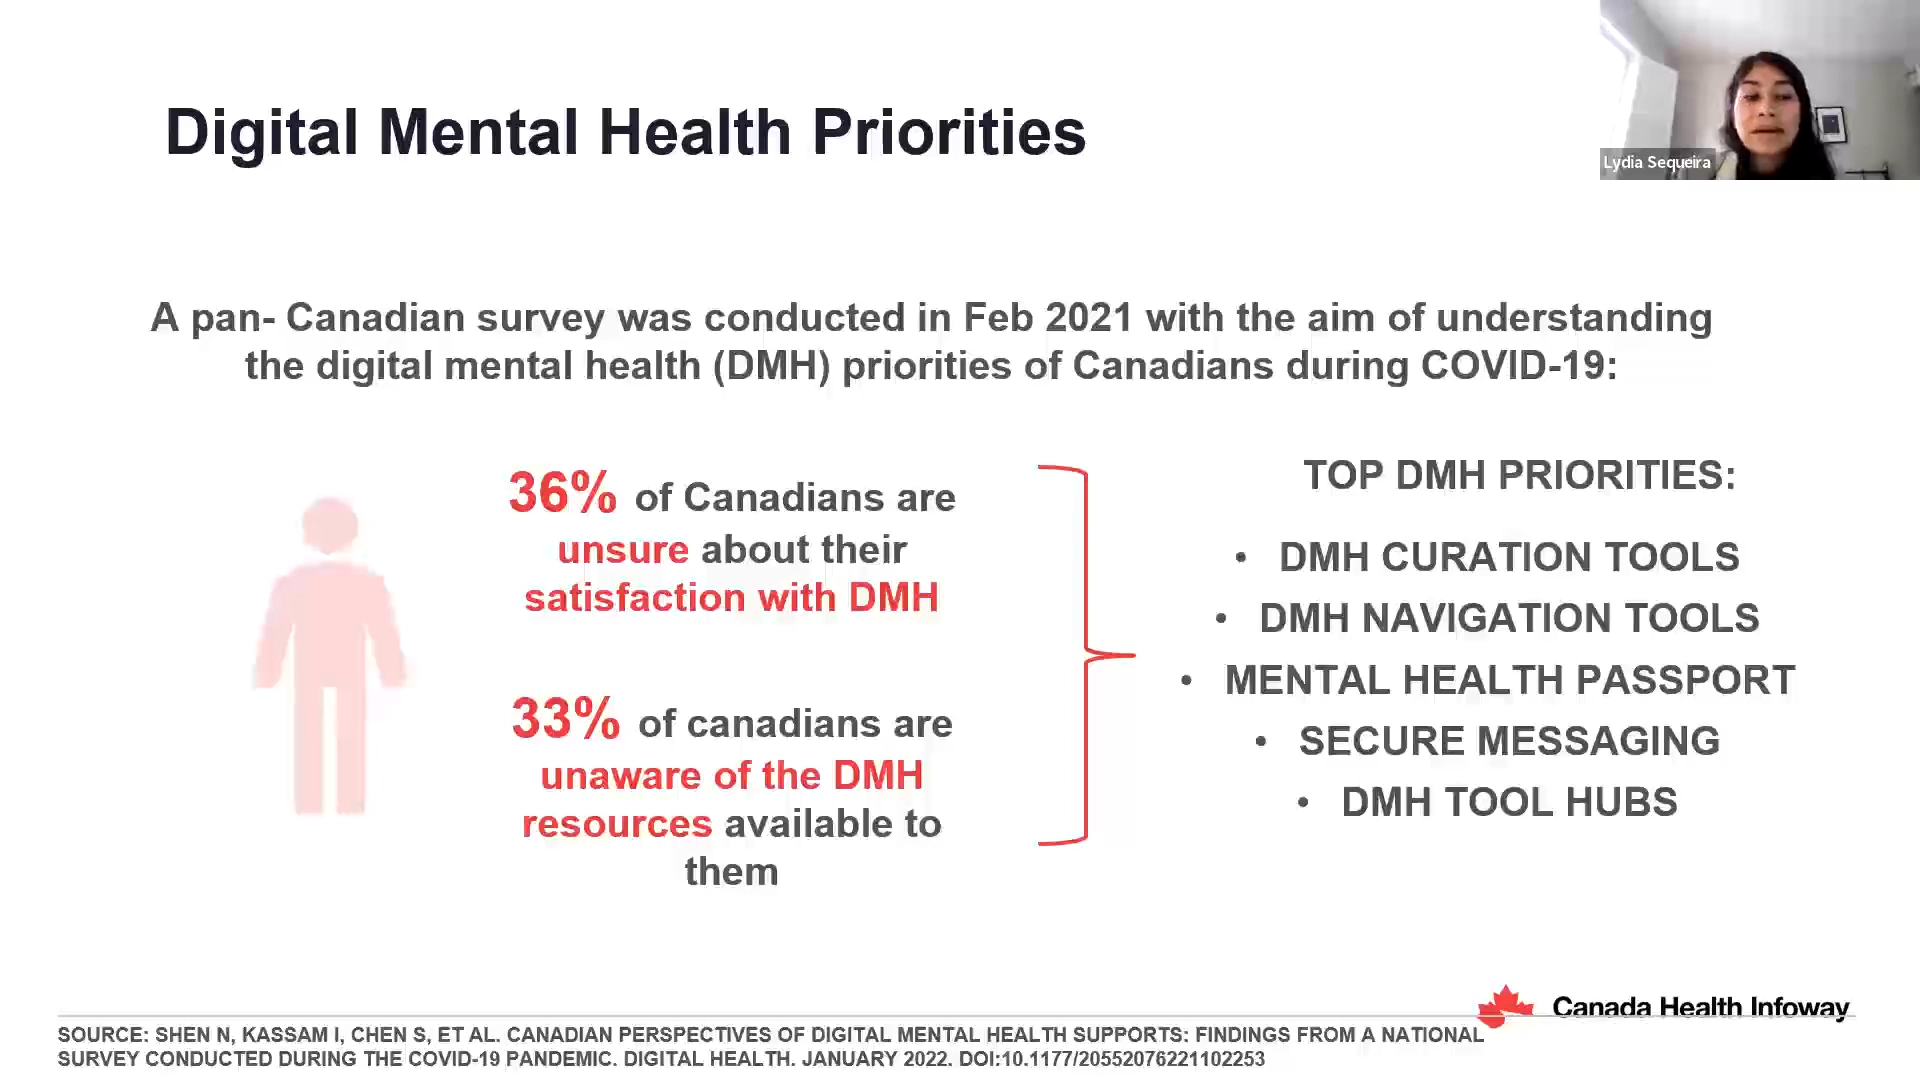 Digital Mental Health Priorities
Lydia Sequeira
A pan- Canadian survey was conducted in Feb 2021 with the aim of understanding
the digital mental health (DMH) priorities of Canadians during COVID-19:
36% of Canadians are
unsure about their
satisfaction with DMH
33% of canadians are
unaware of the DMH
resources available to
them
TOP DMH PRIORITIES:
• DMH CURATION TOOLS
• DMH NAVIGATION TOOLS
• MENTAL HEALTH PASSPORT
• SECURE MESSAGING
• DMH TOOL HUBS
Canada Health Infoway
SOURCE: SHEN N, KASSAM I, CHEN S, ET AL. CANADIAN PERSPECTIVES OF DIGITAL MENTAL HEALTH SUPPORTS: FINDINGS FROM A NATIONAL
SURVEY CONDUCTED DURING THE COVID-19 PANDEMIC. DIGITAL HEALTH. JANUARY 2022. DOI:10.1177/20552076221102253